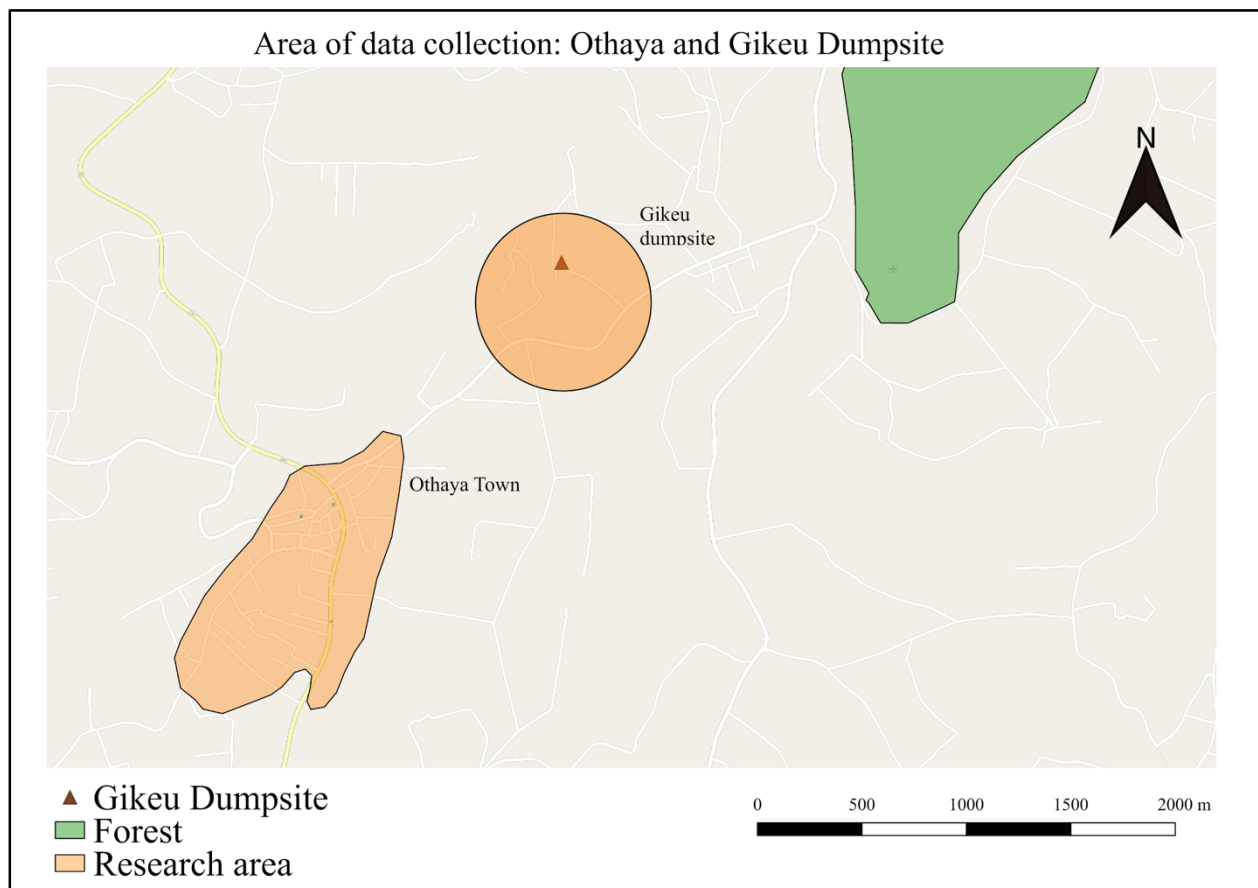 Area of data collection: Othaya and Gikeu Dumpsite
N
Gikeu
dumpsite
Othaya Town
Gikeu Dumpsite
Forest
Research area
0 500 1000 1500 2000 m